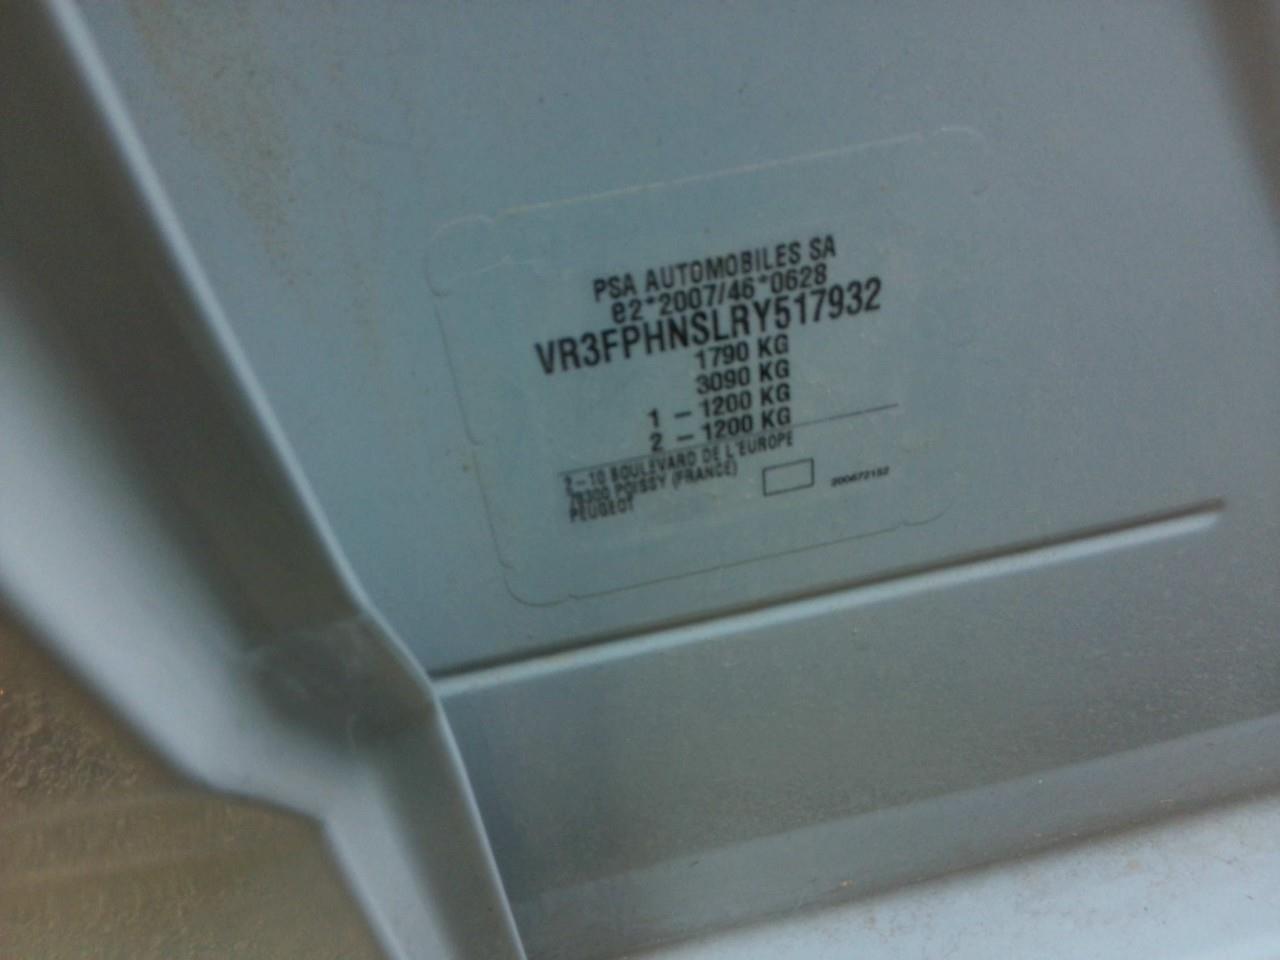 PSA AUTOMOBILES SA
e2*2007/46*0628
VR3FPHNSLRY517932
1790 KG
3090 KG
1 - 1200 KG
2 - 1200 KG
2-10 BOULEVARD DE L'EUROPE
78300 POISSY (FRANCE)
PEUGEOT